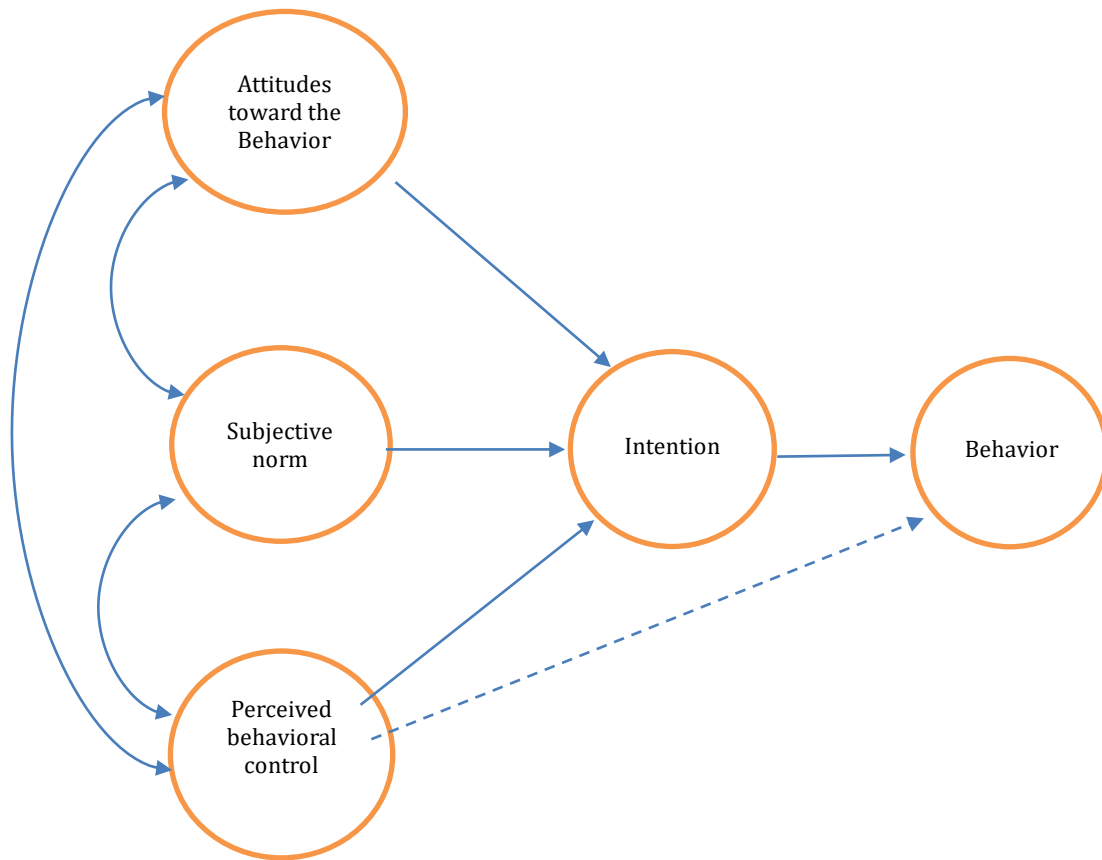 Attitudes
toward the
Behavior
Subjective
norm
Intention
Behavior
Perceived
behavioral
control